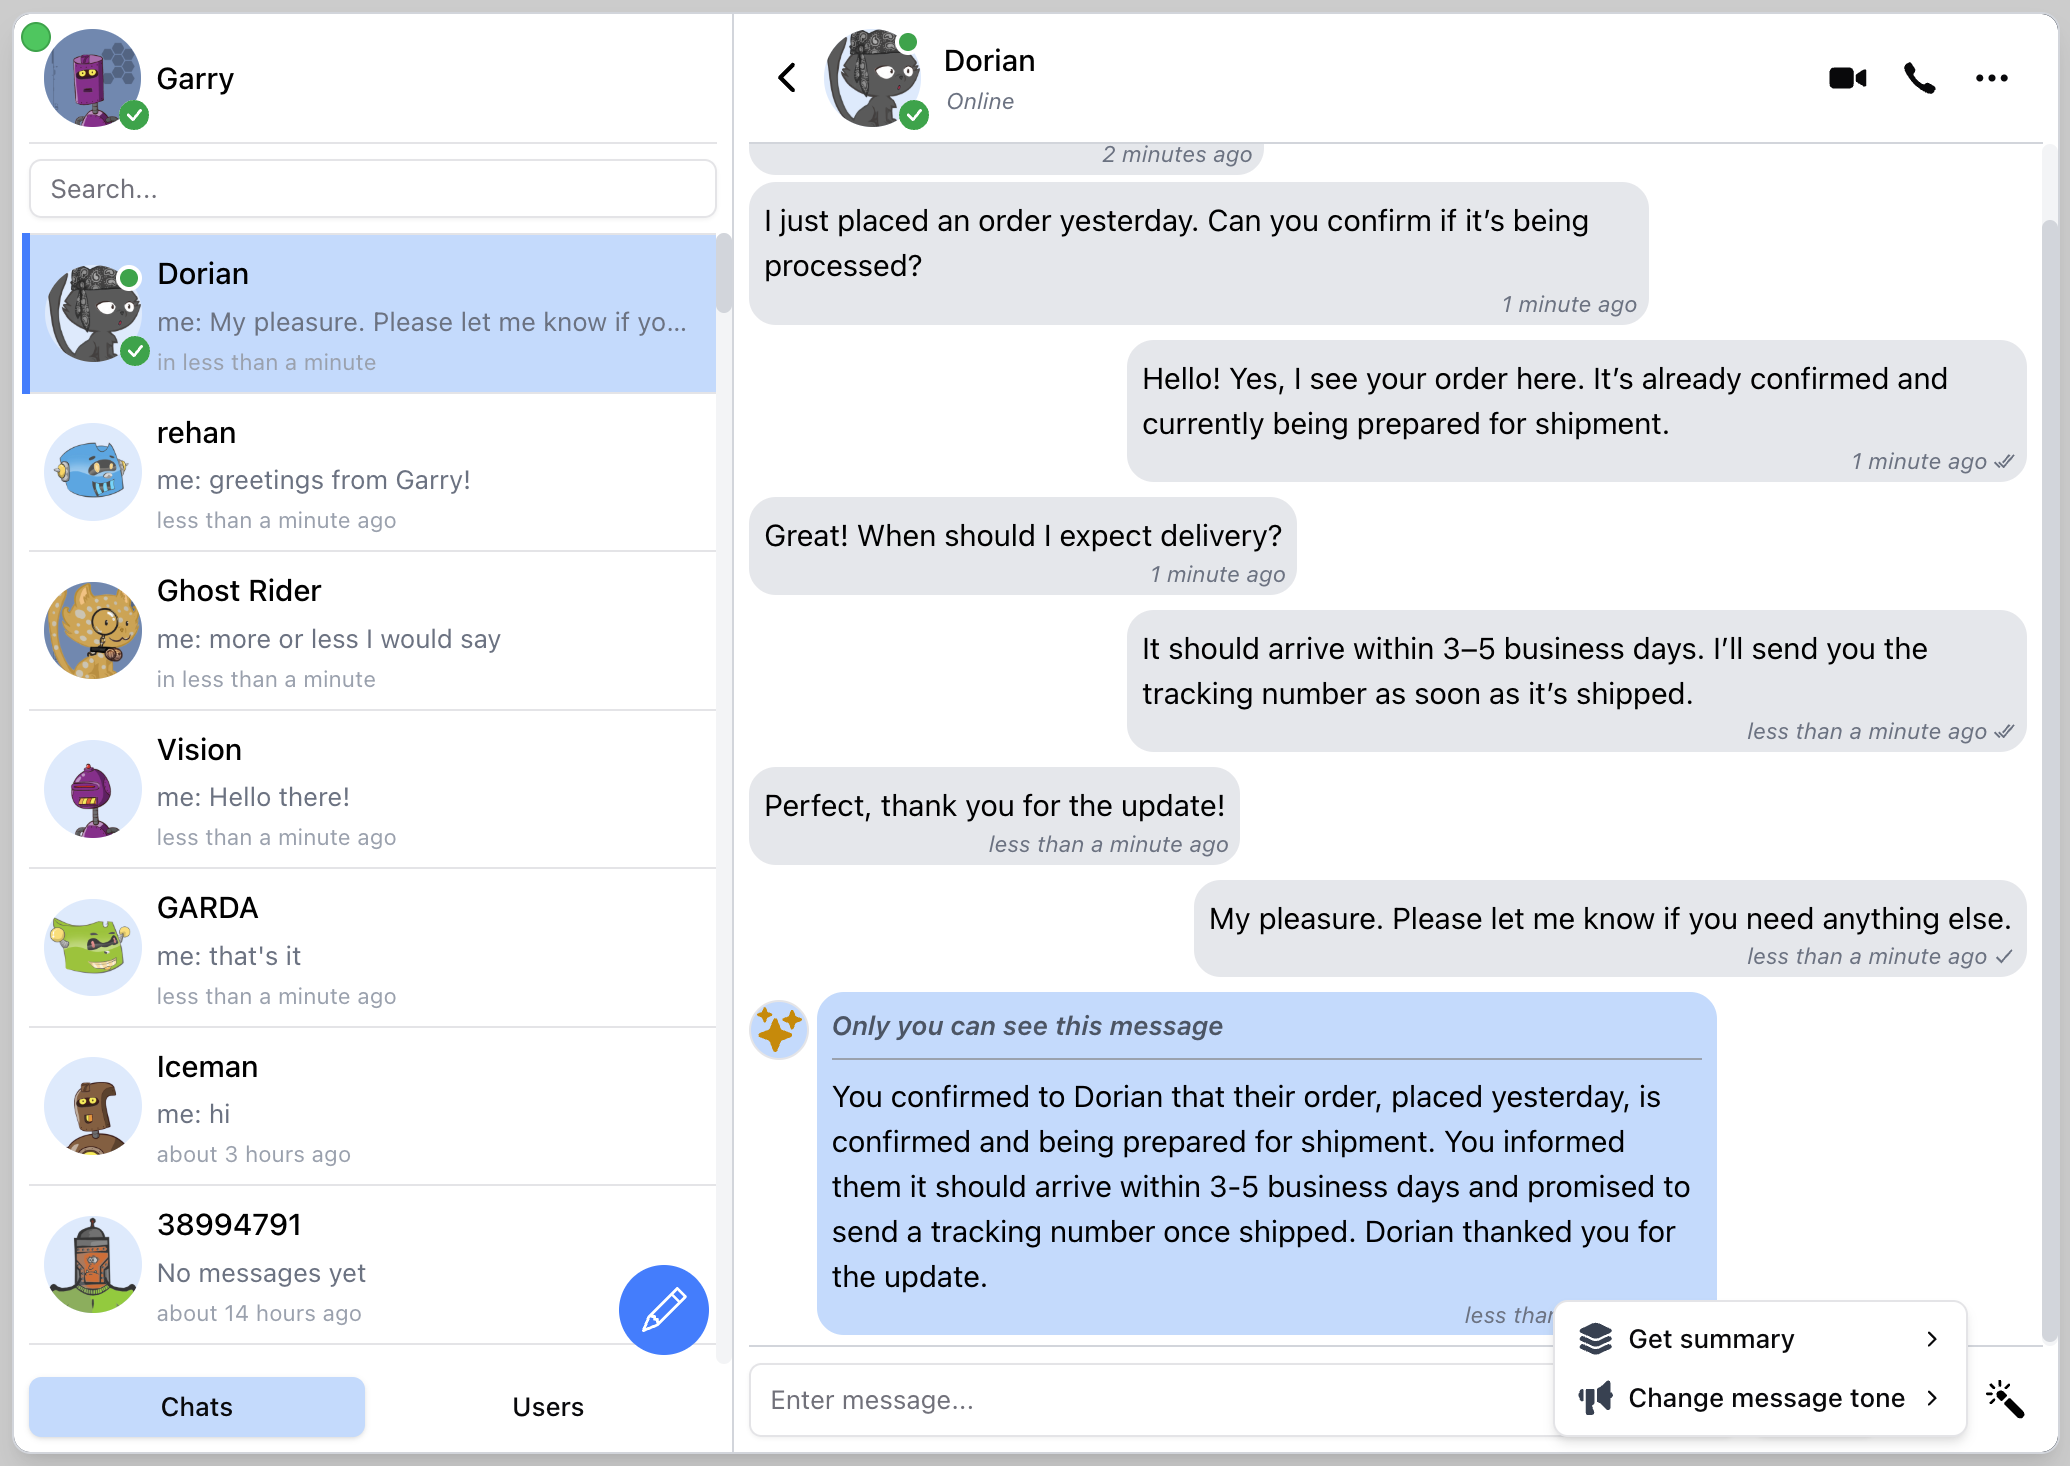 Garry
Search...
Dorian
me: My pleasure. Please let me know if yo...
in less than a minute
rehan
me: greetings from Garry!
less than a minute ago
Ghost Rider
me: more or less I would say
in less than a minute
Vision
me: Hello there!
less than a minute ago
GARDA
me: that's it
less than a minute ago
Iceman
me: hi
about 3 hours ago
38994791
No messages yet
about 14 hours ago
Chats
Users
Dorian
Online
2 minutes ago
I just placed an order yesterday. Can you confirm if it’s being
processed?
1 minute ago
Hello! Yes, I see your order here. It’s already confirmed and
currently being prepared for shipment.
1 minute ago
Great! When should I expect delivery?
1 minute ago
It should arrive within 3–5 business days. I’ll send you the
tracking number as soon as it’s shipped.
less than a minute ago
Perfect, thank you for the update!
less than a minute ago
My pleasure. Please let me know if you need anything else.
less than a minute ago
Only you can see this message
You confirmed to Dorian that their order, placed yesterday, is
confirmed and being prepared for shipment. You informed
them it should arrive within 3-5 business days and promised to
send a tracking number once shipped. Dorian thanked you for
the update.
less than
Get summary
Change message tone
Enter message...